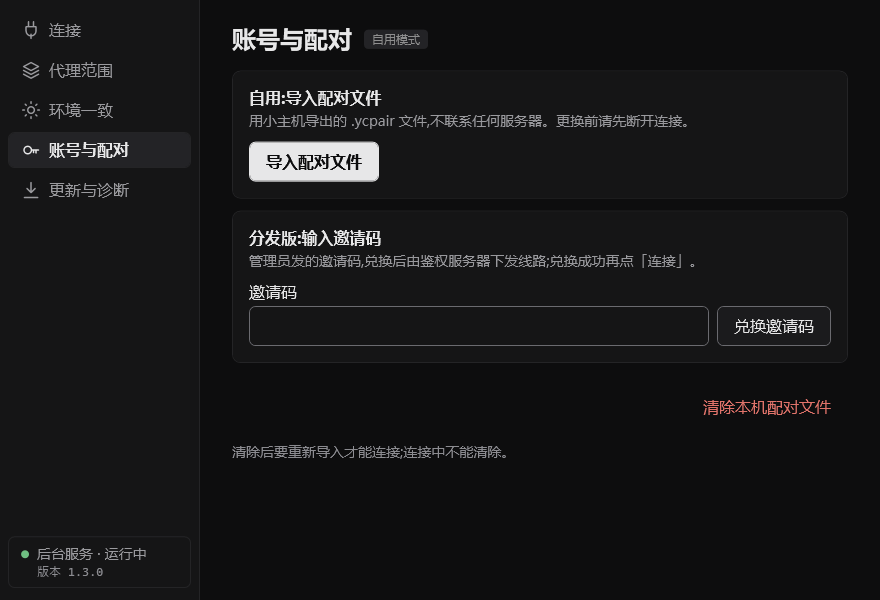 连接
代理范围
环境一致
账号与配对
更新与诊断
后台服务 · 运行中
版本 1.3.0
账号与配对 自用模式
自用:导入配对文件
用小主机导出的 .ycpair 文件,不联系任何服务器。更换前请先断开连接。
导入配对文件
分发版:输入邀请码
管理员发的邀请码,兑换后由鉴权服务器下发线路;兑换成功再点「连接」。
邀请码
兑换邀请码
清除本机配对文件
清除后要重新导入才能连接;连接中不能清除。